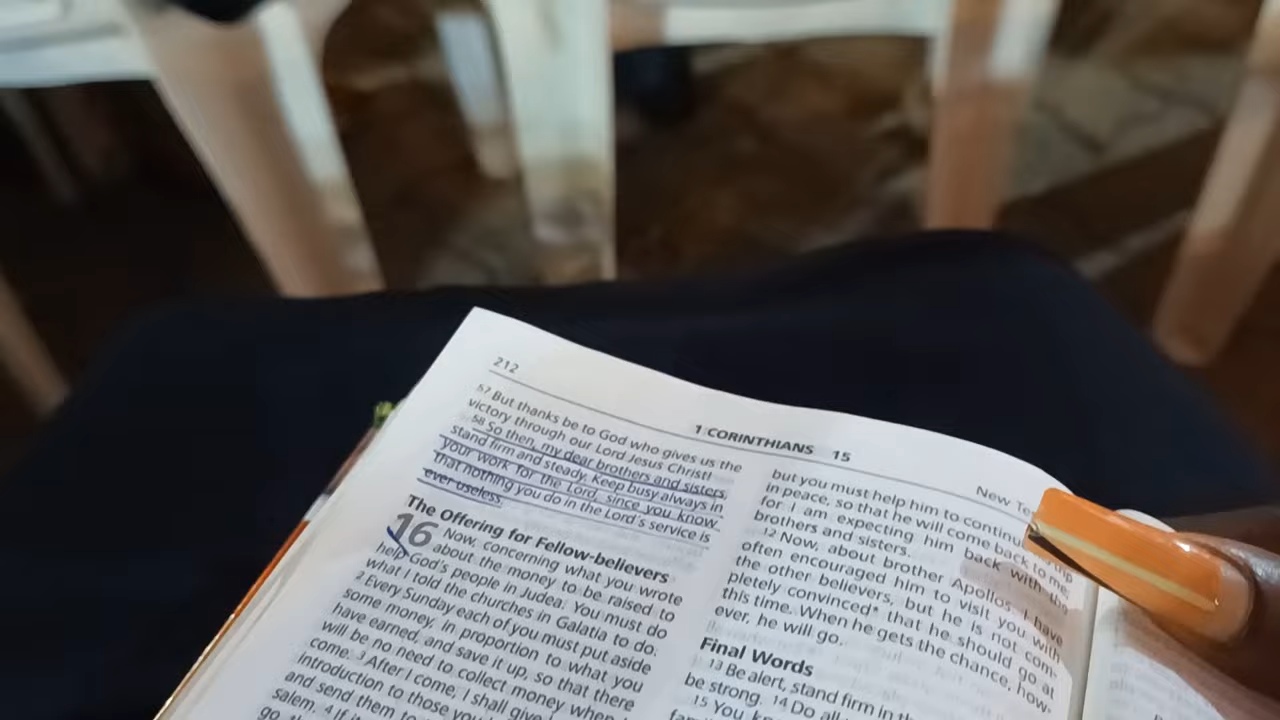 212
1 CORINTHIANS 15
New Te
57 But thanks be to God who gives us the
victory through our Lord Jesus Christ!
58 So then, my dear brothers and sisters,
stand firm and steady. Keep busy always in
your work for the Lord, since you know
that nothing you do in the Lord's service is
ever useless.
The Offering for Fellow-believers
16 Now, concerning what you wrote
about the money to be raised to
help God's people in Judea. You must do
what I told the churches in Galatia to do.
2 Every Sunday each of you must put aside
some money, in proportion to what you
have earned, and save it up, so that there
will be no need to collect money when I
come. 3 After I come, I shall give
introduction to those you
and send them to
salem. 4 If it
go
but you must help him to continue
in peace, so that he will come back to me,
for I am expecting him back with the
brothers and sisters.
12 Now, about brother Apollos. I have
often encouraged him to visit you with
the other believers, but he is not com-
pletely convinced* that he should go at
this time. When he gets the chance, how-
ever, he will go.
Final Words
13 Be alert, stand firm in the
be strong. 14 Do all
15 You